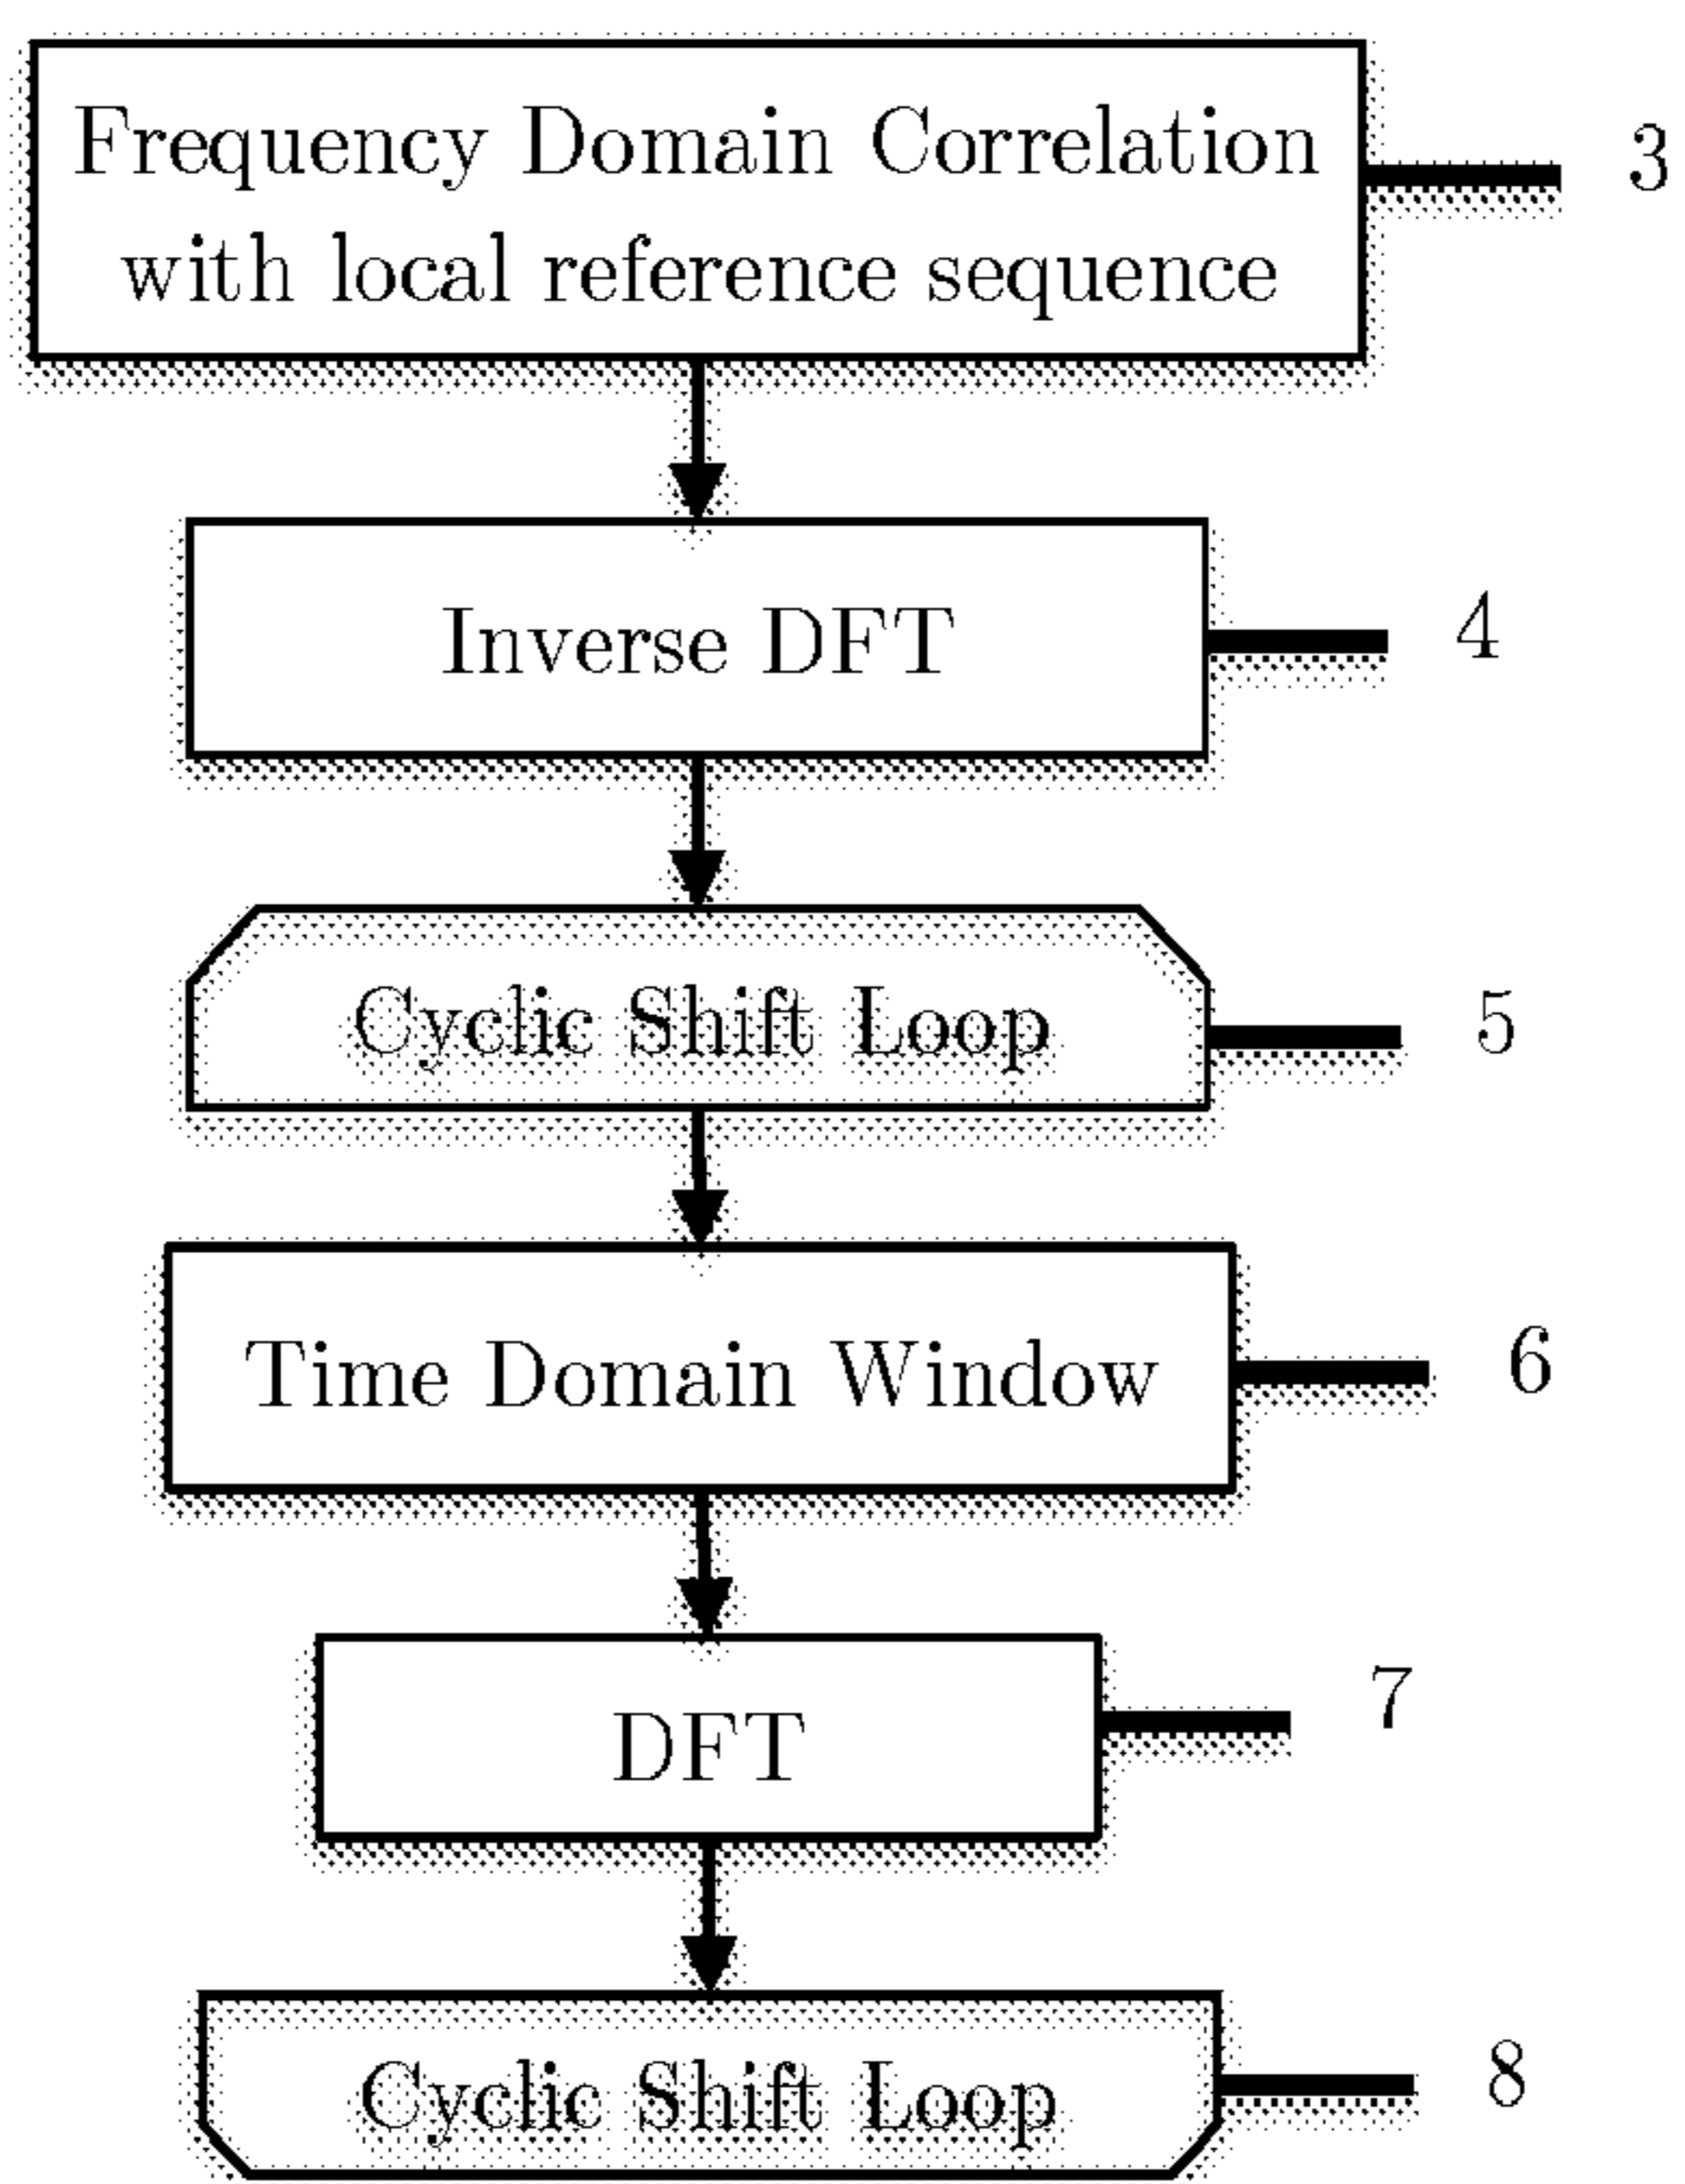 Frequency Domain Correlation
with local reference sequence
3
Inverse DFT
4
Cyclic Shift Loop
5
Time Domain Window
6
DFT
7
Cyclic Shift Loop
8